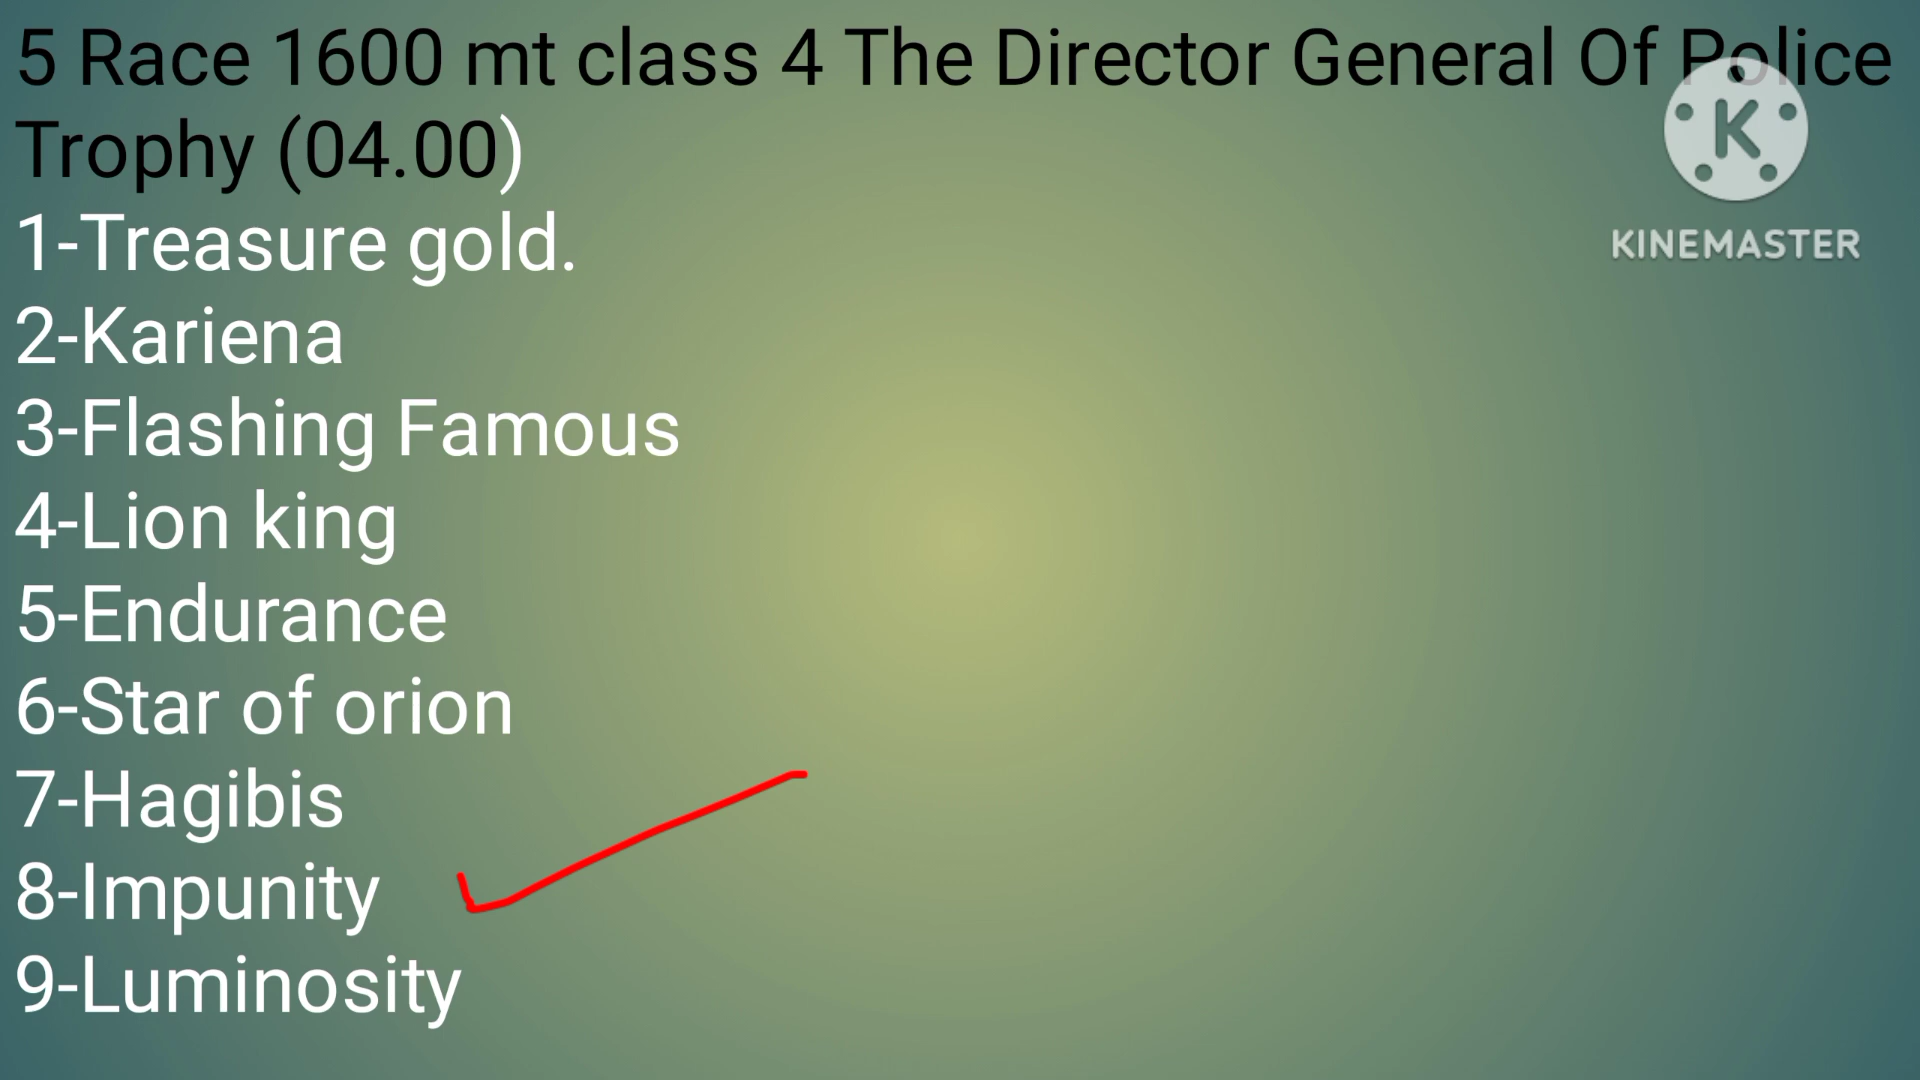 5 Race 1600 mt class 4 The Director General Of Police
Trophy (04.00)
K
KINEMASTER
1-Treasure gold.
2-Kariena
3-Flashing Famous
4-Lion king
5-Endurance
6-Star of orion
7-Hagibis
8-Impunity
9-Luminosity